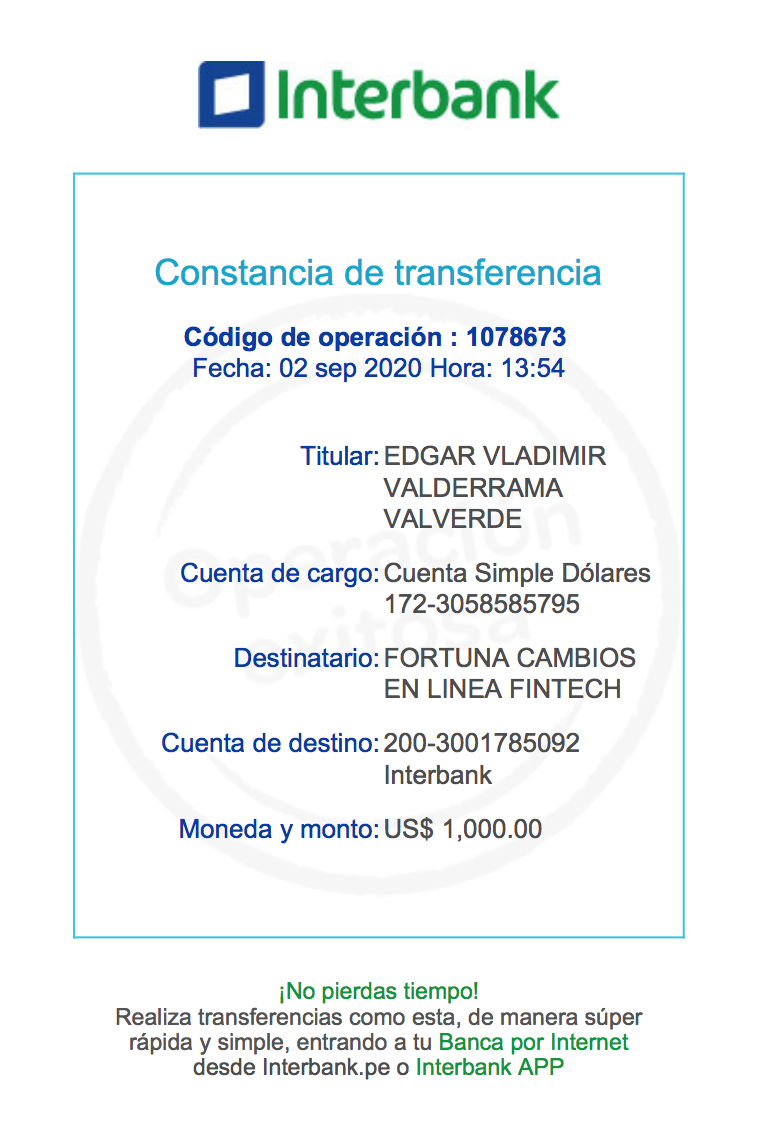 Interbank
Constancia de transferencia
Código de operación : 1078673
Fecha: 02 sep 2020 Hora: 13:54
Titular: EDGAR VLADIMIR
VALDERRAMA
VALVERDE
Cuenta de cargo: Cuenta Simple Dólares
172-3058585795
Destinatario: FORTUNA CAMBIOS
EN LINEA FINTECH
Cuenta de destino: 200-3001785092
Interbank
Moneda y monto: US$ 1,000.00
Operación
exitosa
¡No pierdas tiempo!
Realiza transferencias como esta, de manera súper
rápida y simple, entrando a tu Banca por Internet
desde Interbank.pe o Interbank APP